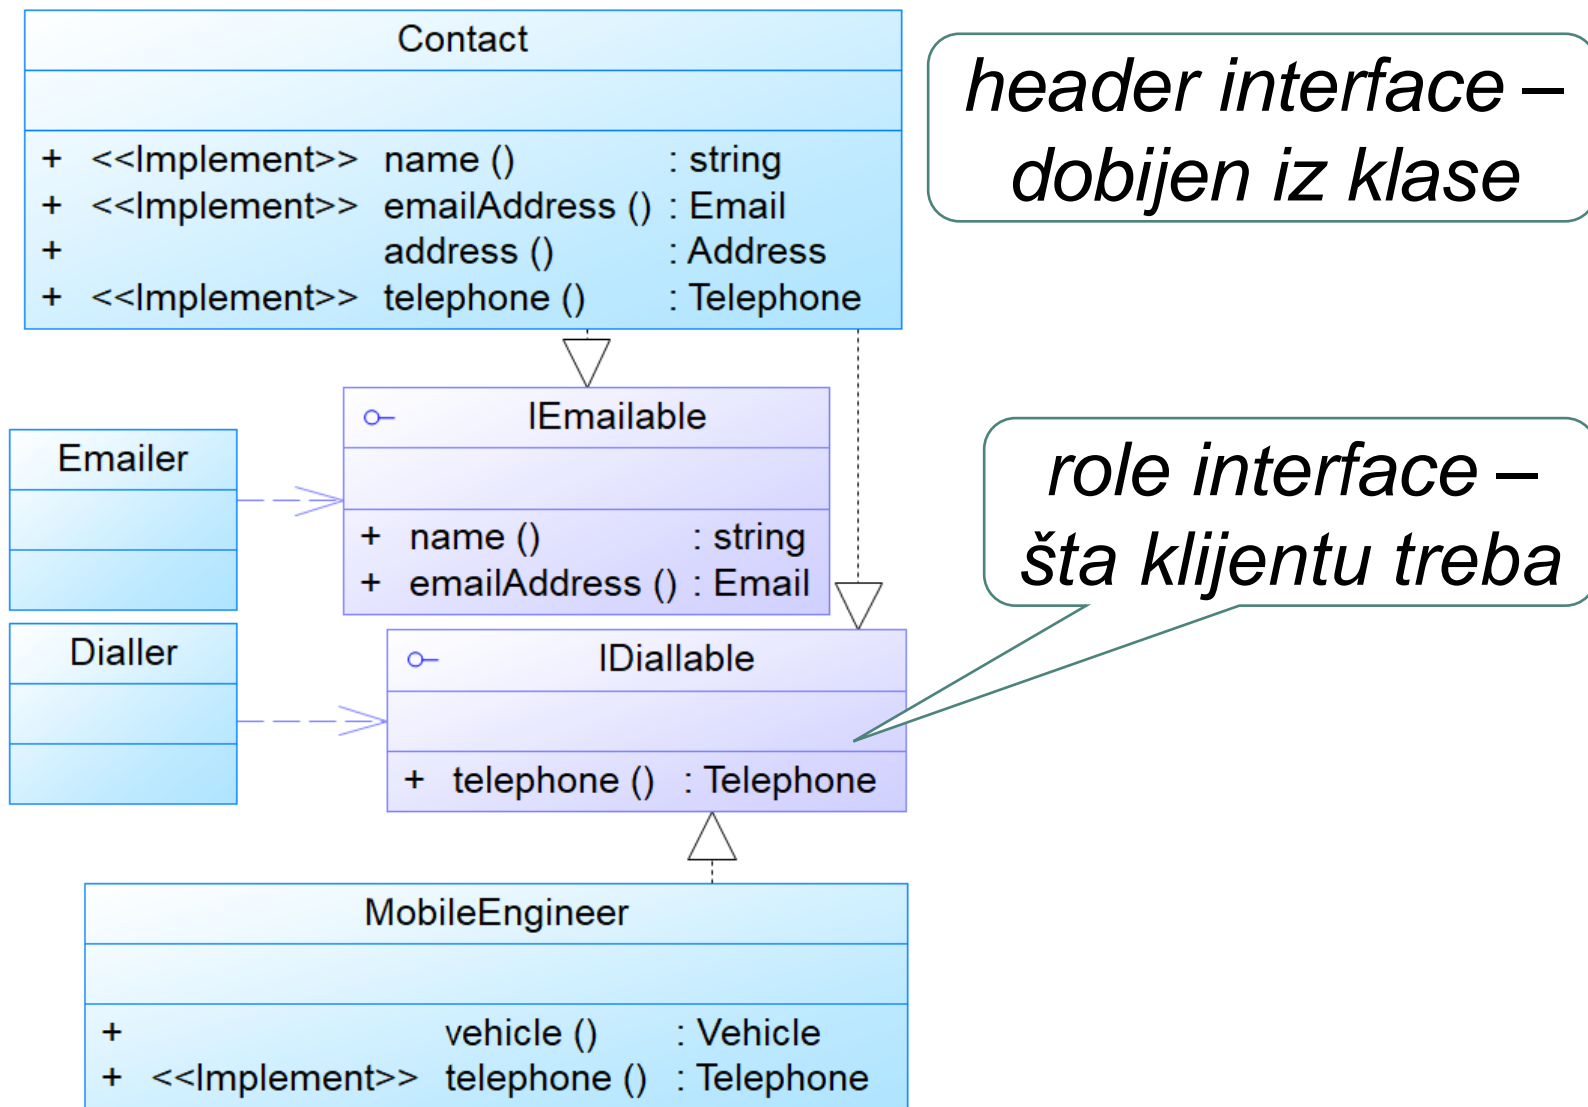 Contact
+ <<Implement>> name () : string
+ <<Implement>> emailAddress () : Email
+ address () : Address
+ <<Implement>> telephone () : Telephone
header interface –
dobijen iz klase
IEmailable
+ name () : string
+ emailAddress () : Email
Emailer
role interface –
šta klijentu treba
Dialler
IDiallable
+ telephone () : Telephone
MobileEngineer
+ vehicle () : Vehicle
+ <<Implement>> telephone () : Telephone